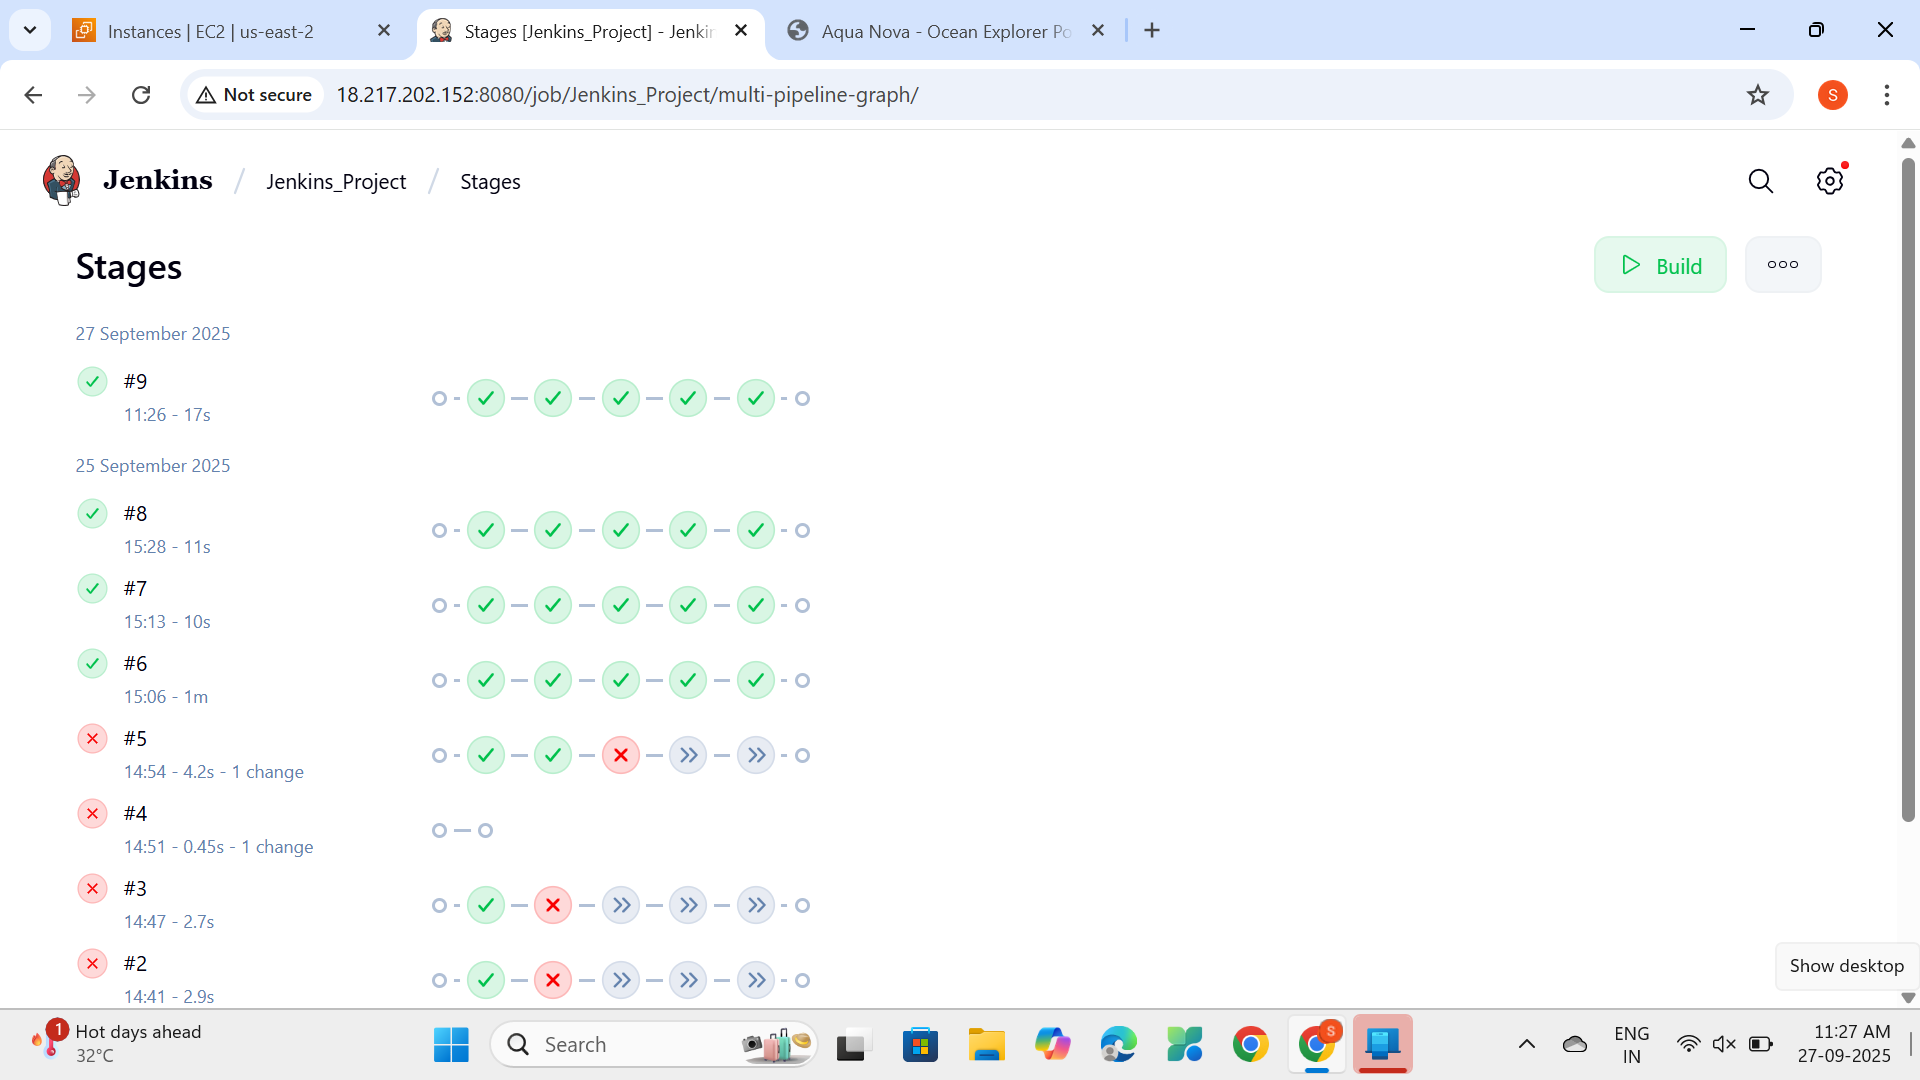 Instances | EC2 | us-east-2
Stages [Jenkins_Project] - Jenkin
Aqua Nova - Ocean Explorer Po
Not secure
18.217.202.152:8080/job/Jenkins_Project/multi-pipeline-graph/
S
Jenkins / Jenkins_Project / Stages
Stages
Build
27 September 2025
#9
11:26 - 17s
25 September 2025
#8
15:28 - 11s
#7
15:13 - 10s
#6
15:06 - 1m
#5
14:54 - 4.2s - 1 change
#4
14:51 - 0.45s - 1 change
#3
14:47 - 2.7s
#2
14:41 - 2.9s
Show desktop
1
Hot days ahead
32°C
Search
S
ENG
IN
11:27 AM
27-09-2025